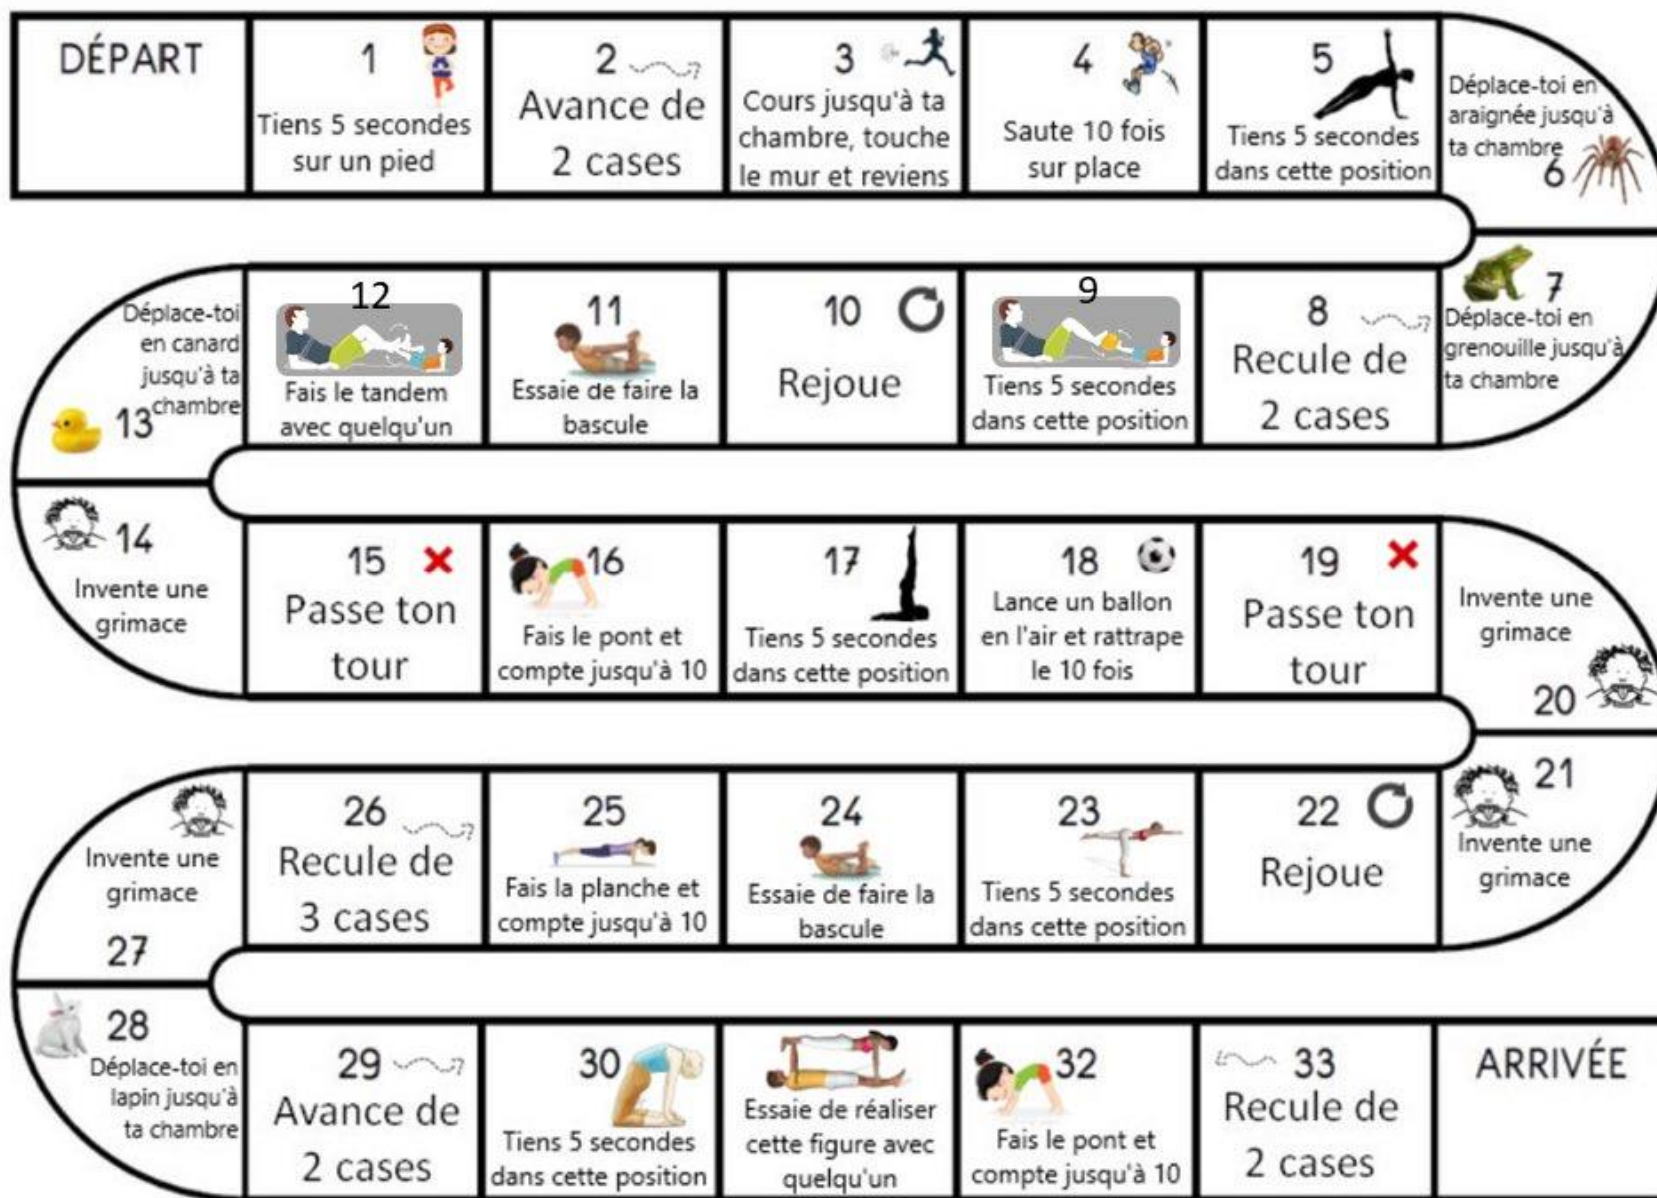 DÉPART
1
Tiens 5 secondes
sur un pied
2
Avance de
2 cases
3
Cours jusqu'à ta
chambre, touche
le mur et reviens
4
Saute 10 fois
sur place
5
Tiens 5 secondes
dans cette position
Déplace-toi en
araignée jusqu'à
ta chambre
6
7
Déplace-toi en
grenouille jusqu'à
ta chambre
8
Recule de
2 cases
9
Tiens 5 secondes
dans cette position
10
Rejoue
11
Essaie de faire la
bascule
12
Fais le tandem
avec quelqu'un
Déplace-toi
en canard
jusqu'à ta
chambre
13
14
Invente une
grimace
15
Passe ton
tour
16
Fais le pont et
compte jusqu'à 10
17
Tiens 5 secondes
dans cette position
18
Lance un ballon
en l'air et rattrape
le 10 fois
19
Passe ton
tour
Invente une
grimace
20
21
Invente une
grimace
22
Rejoue
23
Tiens 5 secondes
dans cette position
24
Essaie de faire la
bascule
25
Fais la planche et
compte jusqu'à 10
26
Recule de
3 cases
Invente une
grimace
27
28
Déplace-toi en
lapin jusqu'à
ta chambre
29
Avance de
2 cases
30
Tiens 5 secondes
dans cette position
Essaie de réaliser
cette figure avec
quelqu'un
32
Fais le pont et
compte jusqu'à 10
33
Recule de
2 cases
ARRIVÉE